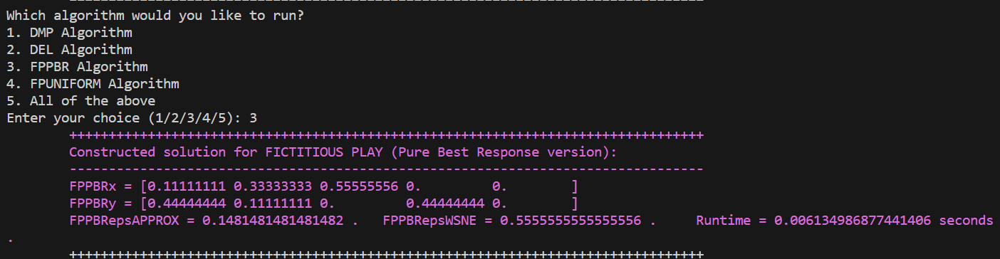 Which algorithm would you like to run?
1. DMP Algorithm
2. DEL Algorithm
3. FPPBR Algorithm
4. FPUNIFORM Algorithm
5. All of the above
Enter your choice (1/2/3/4/5): 3
+++++++++++++++++++++++++++++++++++++++++++++++++++++++++++++++++++++++++++++++++
Constructed solution for FICTITIOUS PLAY (Pure Best Response version):
---------------------------------------------------------------------------------
FPPBRx = [0.11111111 0.33333333 0.55555556 0.         0.        ]
FPPBRy = [0.44444444 0.11111111 0.         0.44444444 0.        ]
FPPBRepsAPPROX = 0.1481481481481482 .   FPPBRepsWSNE = 0.5555555555555556 .     Runtime = 0.006134986877441406 seconds
.
+++++++++++++++++++++++++++++++++++++++++++++++++++++++++++++++++++++++++++++++++